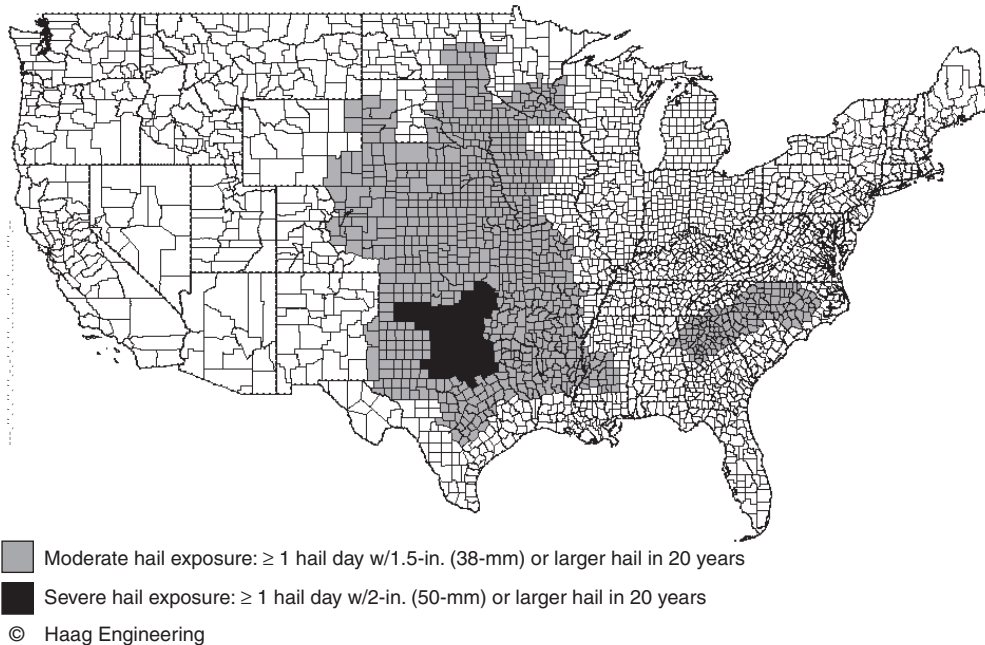 Moderate hail exposure: ≥ 1 hail day w/1.5-in. (38-mm) or larger hail in 20 years
Severe hail exposure: ≥ 1 hail day w/2-in. (50-mm) or larger hail in 20 years
© Haag Engineering